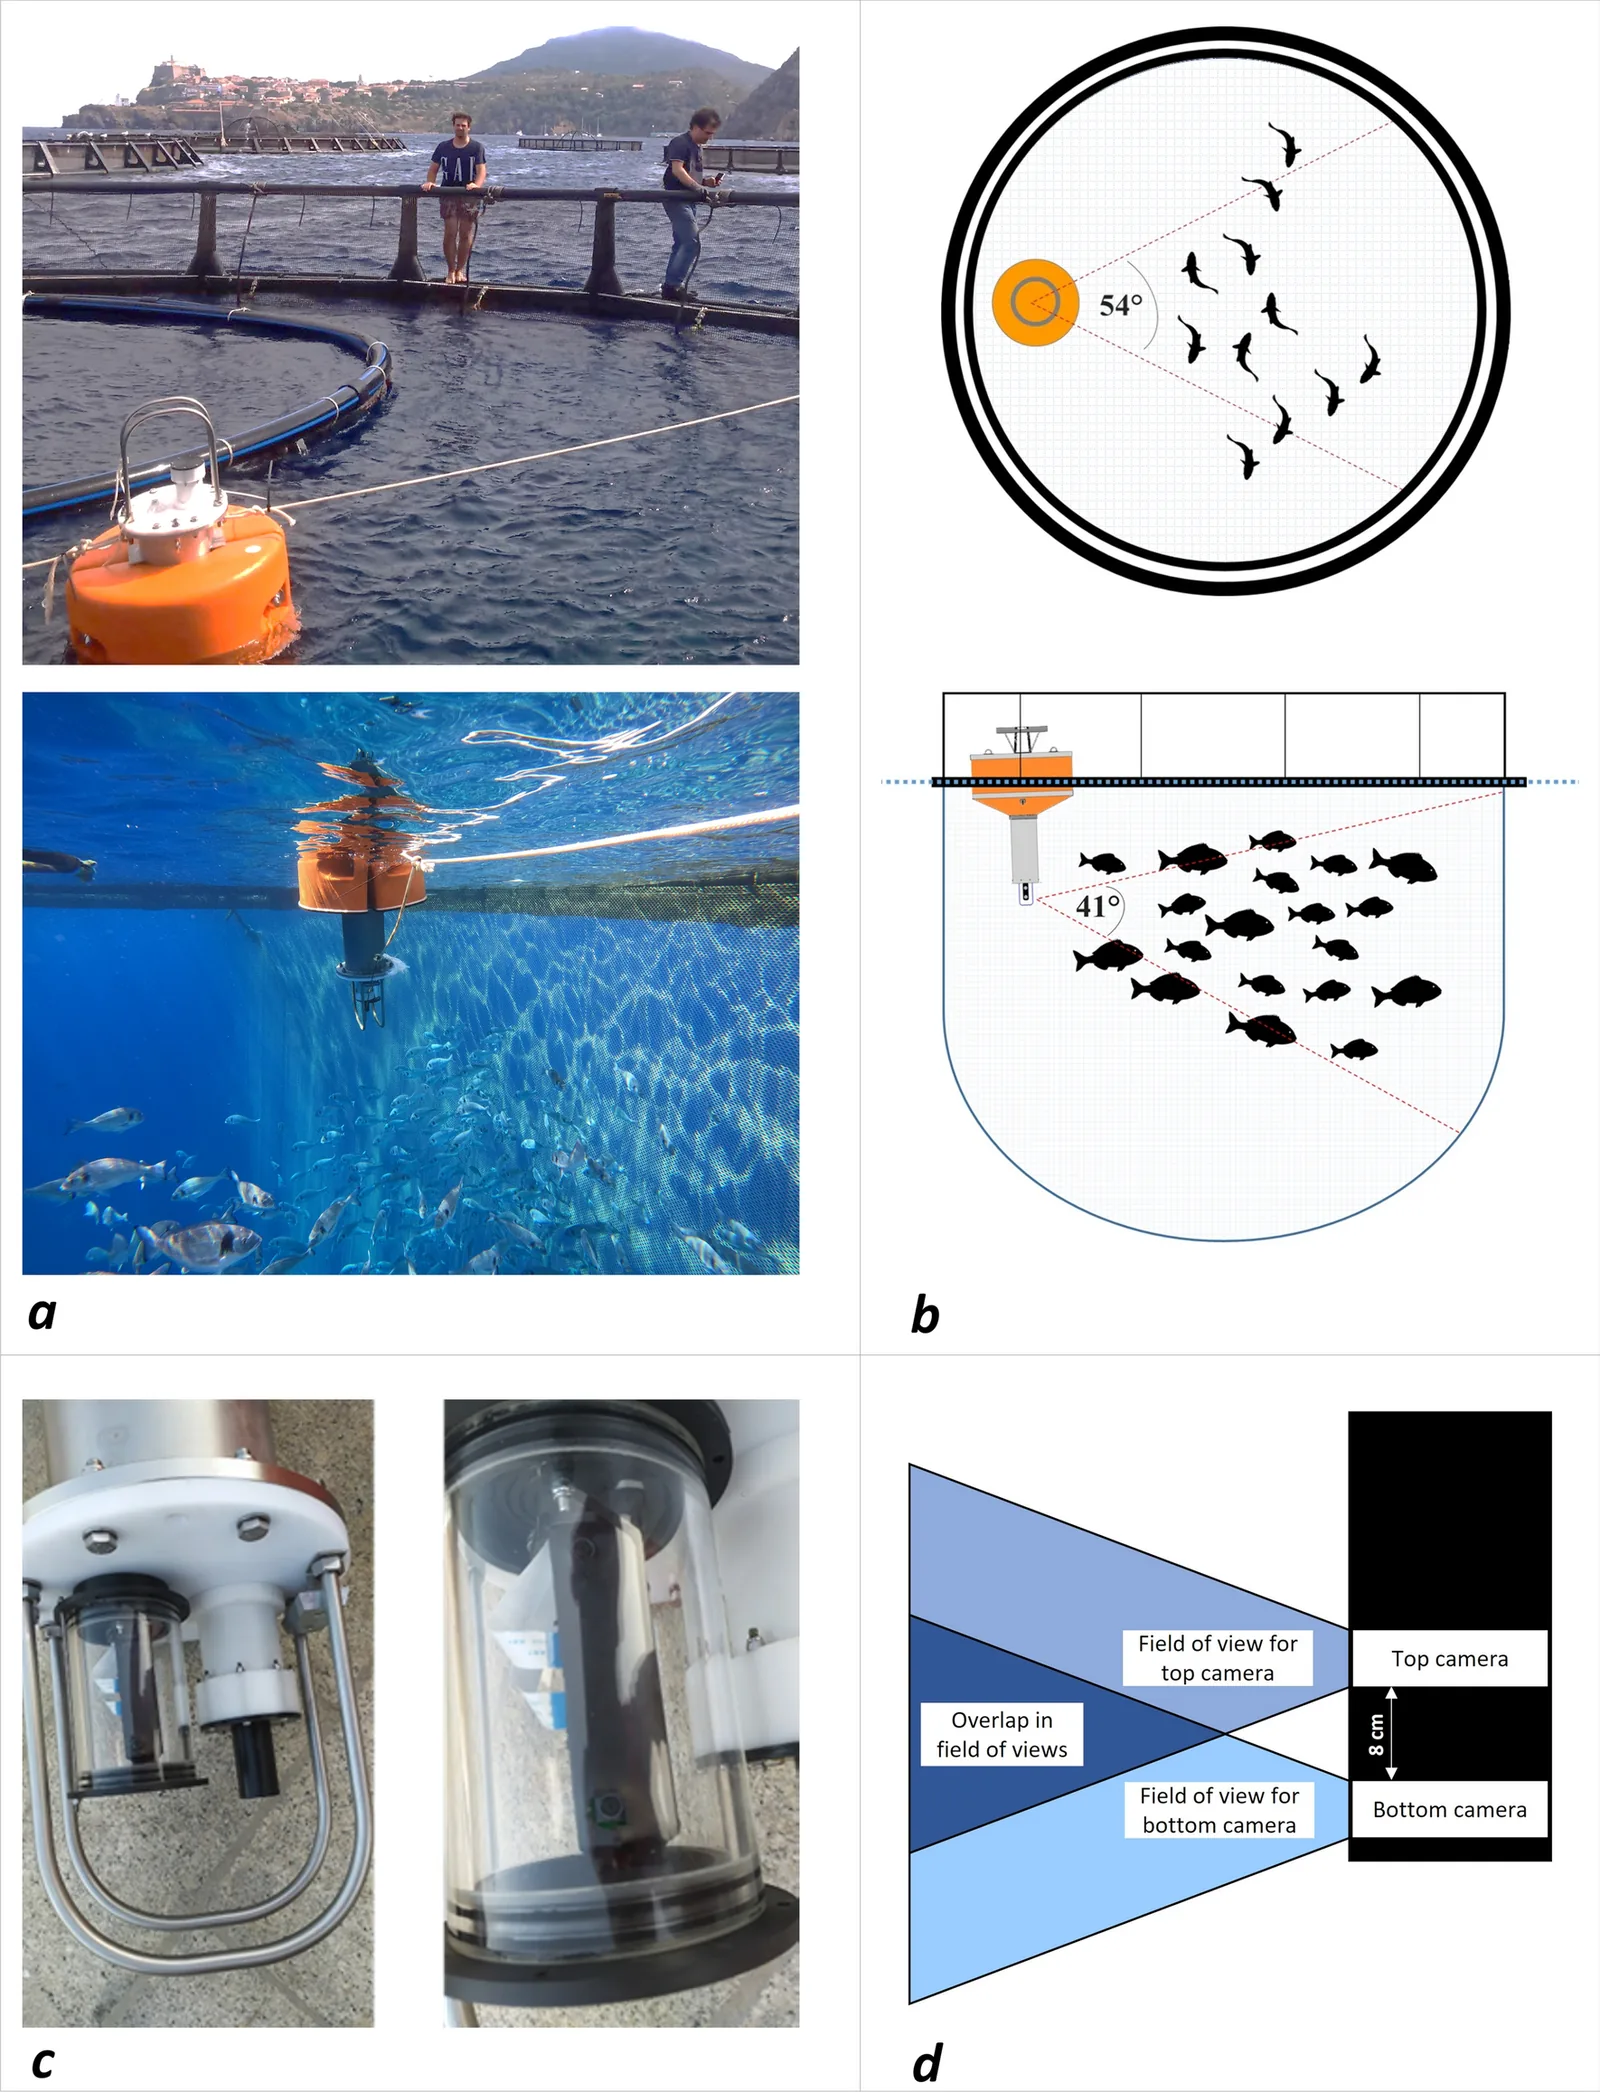 GAP
54°
41°
a
b
Field of view for
top camera
Top camera
Overlap in
field of views
8 cm
Field of view for
bottom camera
Bottom camera
c
d